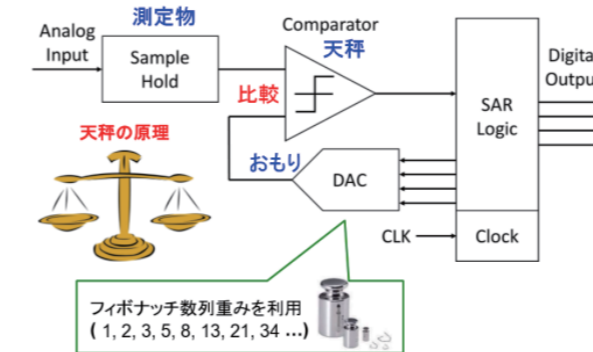 測定物
Analog
Input
Sample
Hold
Comparator
天秤
比較
SAR
Logic
Digita
Outpu
天秤の原理
おもり
DAC
CLK
Clock
フィボナッチ数列重みを利用
( 1, 2, 3, 5, 8, 13, 21, 34 ...)